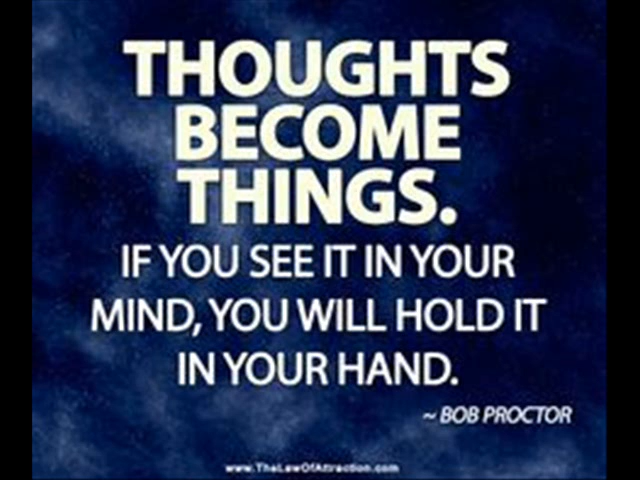 THOUGHTS
BECOME
THINGS.
IF YOU SEE IT IN YOUR
MIND, YOU WILL HOLD IT
IN YOUR HAND.
~ BOB PROCTOR
www.TheLawOfAttraction.com